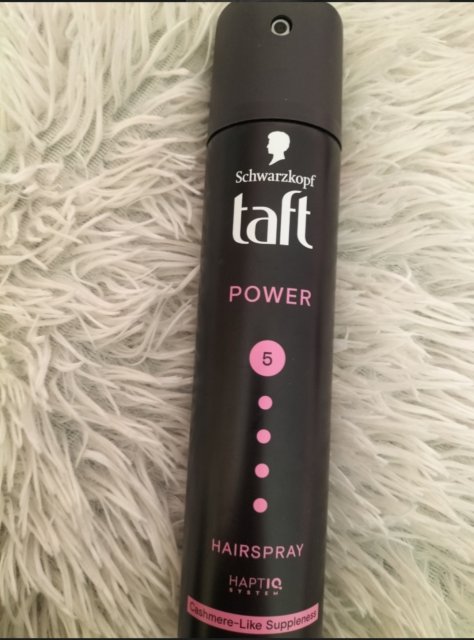 Schwarzkopf
taft
POWER
5
HAIRSPRAY
HAPTIQ
SYSTEM
Cashmere-Like Suppleness